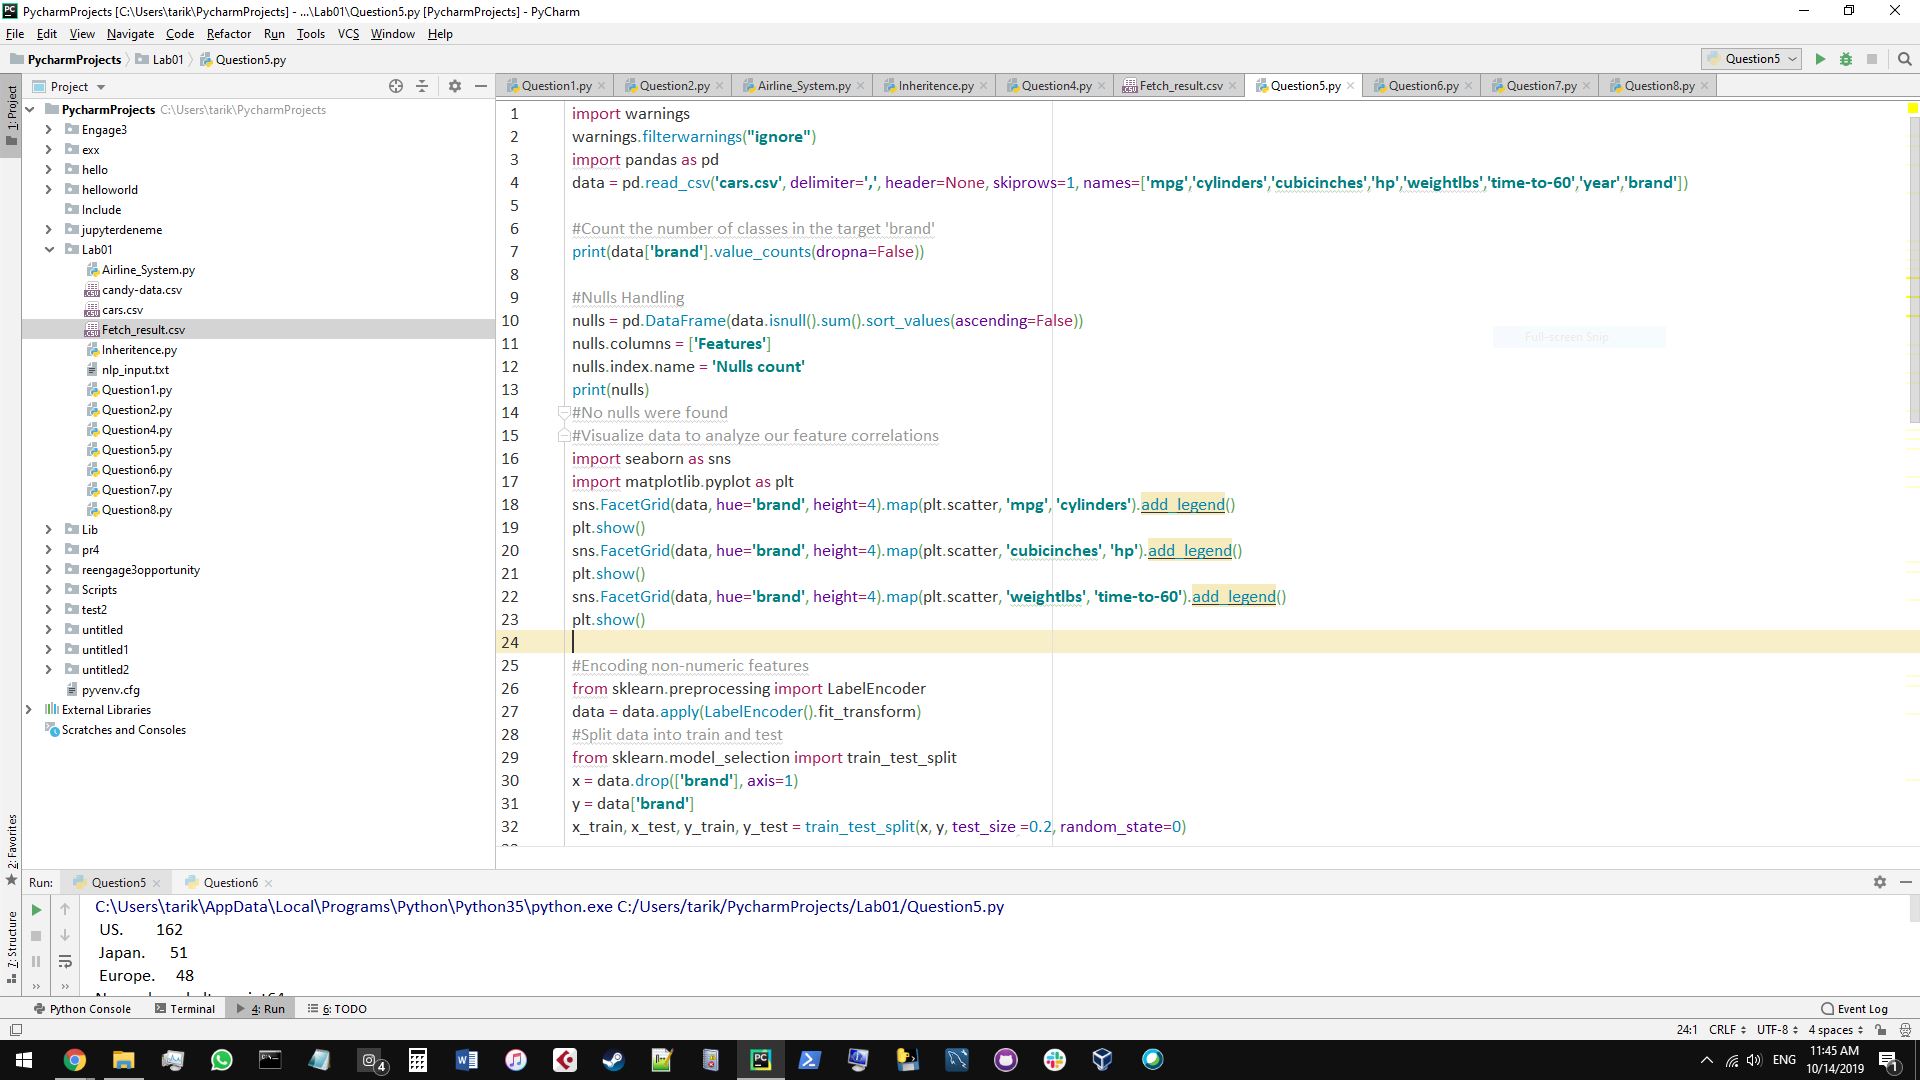 PycharmProjects [C:\Users\tarik\PycharmProjects] - ...\Lab01\Question5.py [PycharmProjects] - PyCharm
File Edit View Navigate Code Refactor Run Tools VCS Window Help
PycharmProjects Lab01 Question5.py Question5
Project
Question1.py Question2.py Airline_System.py Inheritence.py Question4.py Fetch_result.csv Question5.py Question6.py Question7.py Question8.py
1: Project
PycharmProjects C:\Users\tarik\PycharmProjects
Engage3
exx
hello
helloworld
Include
jupyterdeneme
Lab01
Airline_System.py
candy-data.csv
cars.csv
Fetch_result.csv
Inheritence.py
nlp_input.txt
Question1.py
Question2.py
Question4.py
Question5.py
Question6.py
Question7.py
Question8.py
Lib
pr4
reengage3opportunity
Scripts
test2
untitled
untitled1
untitled2
pyvenv.cfg
External Libraries
Scratches and Consoles
1 import warnings
2 warnings.filterwarnings("ignore")
3 import pandas as pd
4 data = pd.read_csv('cars.csv', delimiter=',', header=None, skiprows=1, names=['mpg','cylinders','cubicinches','hp','weightlbs','time-to-60','year','brand'])
5
6 #Count the number of classes in the target 'brand'
7 print(data['brand'].value_counts(dropna=False))
8
9 #Nulls Handling
10 nulls = pd.DataFrame(data.isnull().sum().sort_values(ascending=False))
11 nulls.columns = ['Features']
12 nulls.index.name = 'Nulls count'
13 print(nulls)
14 #No nulls were found
15 #Visualize data to analyze our feature correlations
16 import seaborn as sns
17 import matplotlib.pyplot as plt
18 sns.FacetGrid(data, hue='brand', height=4).map(plt.scatter, 'mpg', 'cylinders').add_legend()
19 plt.show()
20 sns.FacetGrid(data, hue='brand', height=4).map(plt.scatter, 'cubicinches', 'hp').add_legend()
21 plt.show()
22 sns.FacetGrid(data, hue='brand', height=4).map(plt.scatter, 'weightlbs', 'time-to-60').add_legend()
23 plt.show()
24
25 #Encoding non-numeric features
26 from sklearn.preprocessing import LabelEncoder
27 data = data.apply(LabelEncoder().fit_transform)
28 #Split data into train and test
29 from sklearn.model_selection import train_test_split
30 x = data.drop(['brand'], axis=1)
31 y = data['brand']
32 x_train, x_test, y_train, y_test = train_test_split(x, y, test_size =0.2, random_state=0)
Full-screen Snip
2: Favorites
7: Structure
Run: Question5 Question6
C:\Users\tarik\AppData\Local\Programs\Python\Python35\python.exe C:/Users/tarik/PycharmProjects/Lab01/Question5.py
US. 162
Japan. 51
Europe. 48
Python Console Terminal 4: Run 6: TODO Event Log
24:1 CRLF UTF-8 4 spaces
4
ENG
11:45 AM
10/14/2019
1